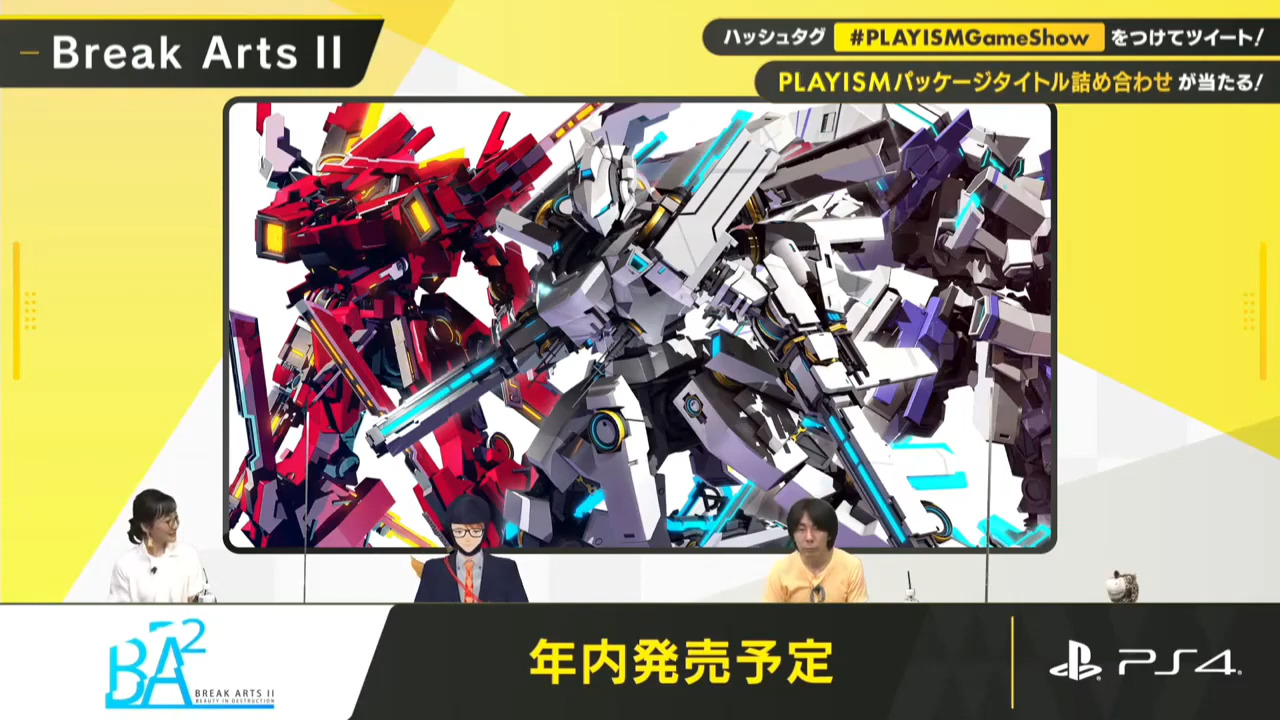 Break Arts II
ハッシュタグ #PLAYISMGameShow をつけてツイート!
PLAYISMパッケージタイトル詰め合わせ が当たる!
BA2
BREAK ARTS II
BEAUTY IN DESTRUCTION
年内発売予定
PS4